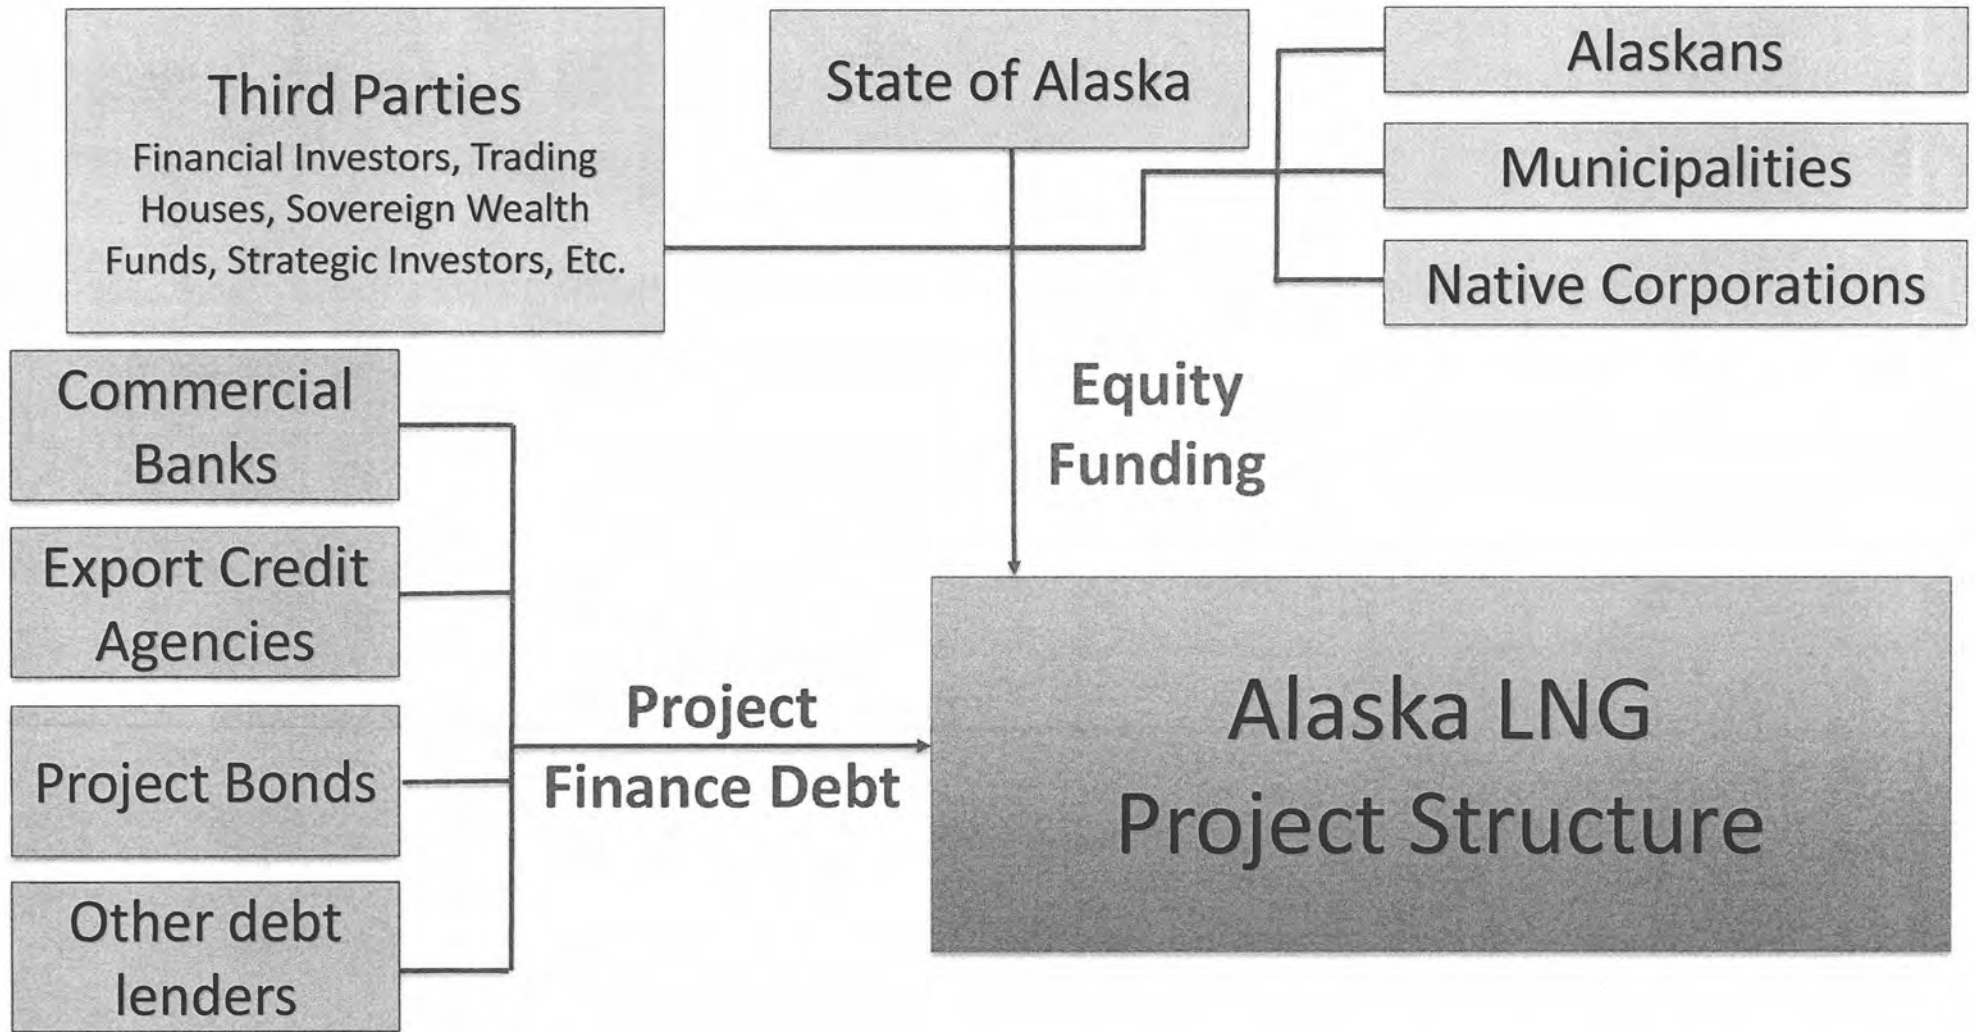 Third Parties
Financial Investors, Trading
Houses, Sovereign Wealth
Funds, Strategic Investors, Etc.
State of Alaska
Alaskans
Municipalities
Native Corporations
Equity
Funding
Commercial
Banks
Export Credit
Agencies
Project Bonds
Other debt
lenders
Project
Finance Debt
Alaska LNG
Project Structure